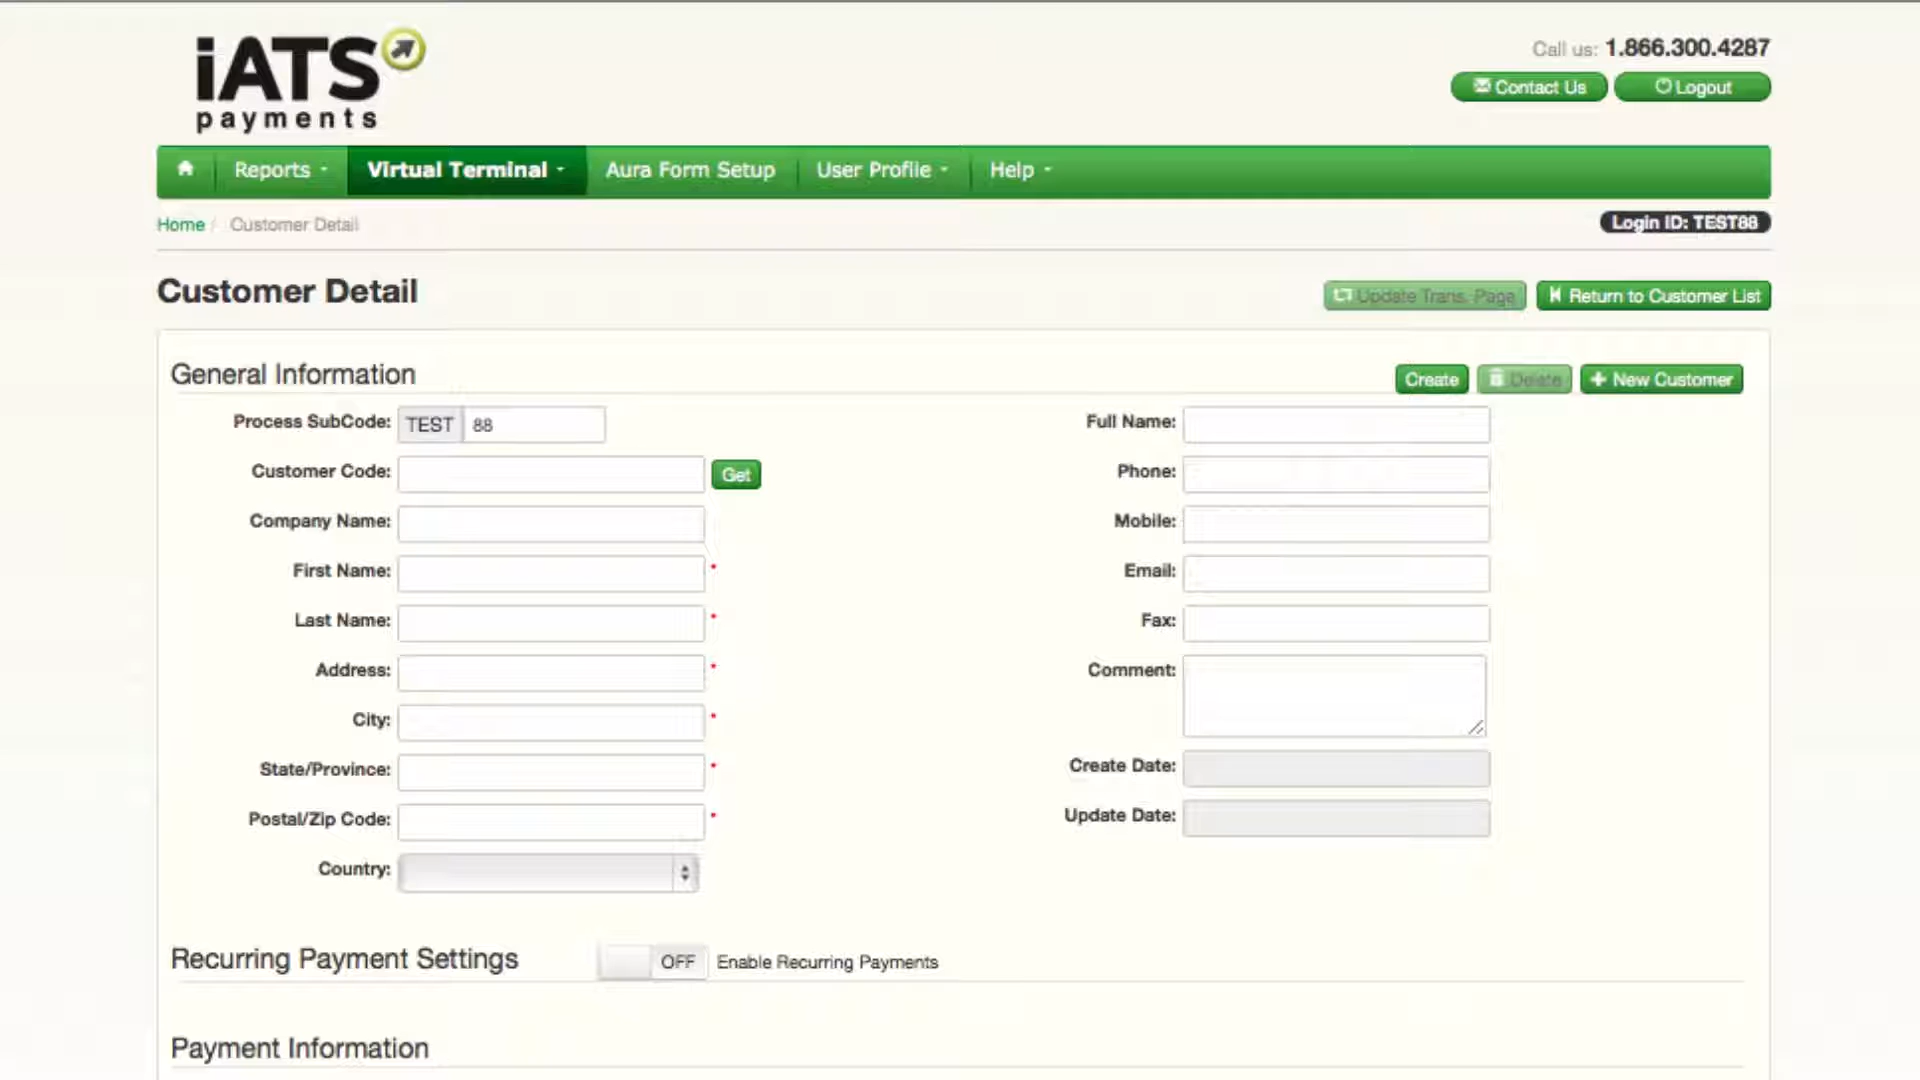 iATS
payments
Call us: 1.866.300.4287
Contact Us Logout
Reports Virtual Terminal Aura Form Setup User Profile Help
Home / Customer Detail Login ID: TEST88
Customer Detail Update Trans. Page Return to Customer List
General Information Create Delete + New Customer
Process SubCode: TEST 88 Full Name:
Customer Code: Get Phone:
Company Name: Mobile:
First Name: * Email:
Last Name: * Fax:
Address: * Comment:
City: *
State/Province: * Create Date:
Postal/Zip Code: * Update Date:
Country:
Recurring Payment Settings OFF Enable Recurring Payments
Payment Information